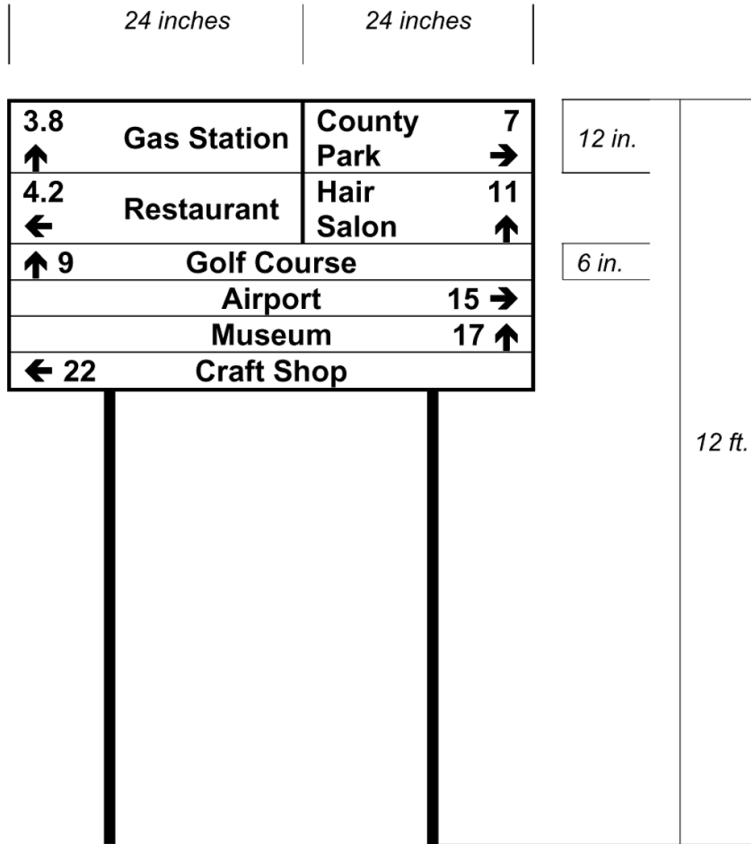 24 inches 24 inches
3.8 Gas Station County 7
↑ Park →
12 in.
4.2 Restaurant Hair 11
← Salon ↑
↑ 9 Golf Course
6 in.
Airport 15 →
Museum 17 ↑
← 22 Craft Shop
12 ft.